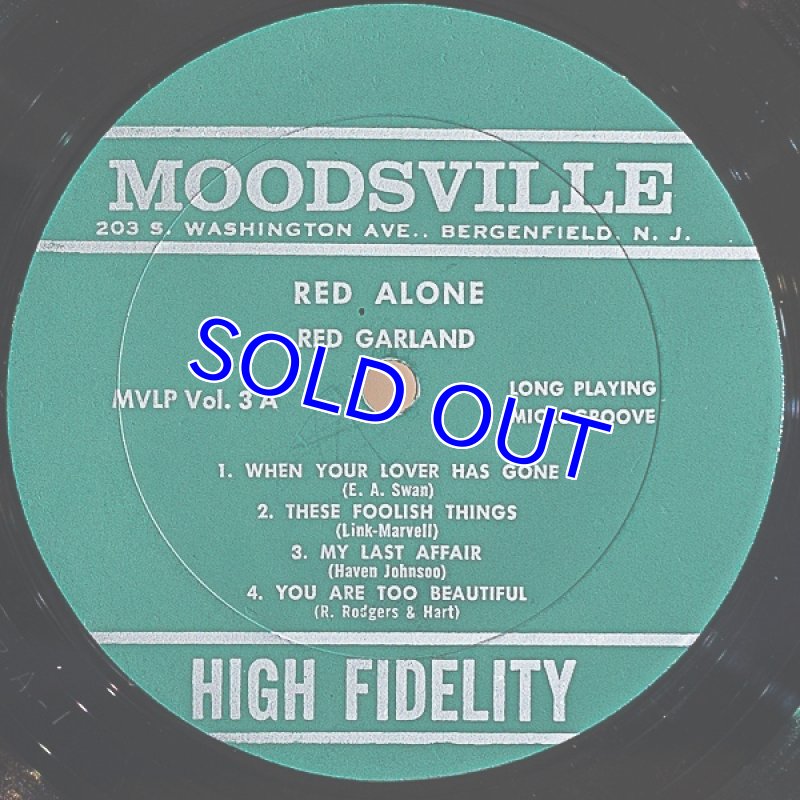 MOODSVILLE
203 S. WASHINGTON AVE., BERGENFIELD, N. J.
RED ALONE
RED GARLAND
SOLD OUT
MVLP Vol. 3 A
LONG PLAYING
MICROGROOVE
1. WHEN YOUR LOVER HAS GONE
(E. A. Swan)
2. THESE FOOLISH THINGS
(Link-Marvell)
3. MY LAST AFFAIR
(Haven Johnsoo)
4. YOU ARE TOO BEAUTIFUL
(R. Rodgers & Hart)
HIGH FIDELITY